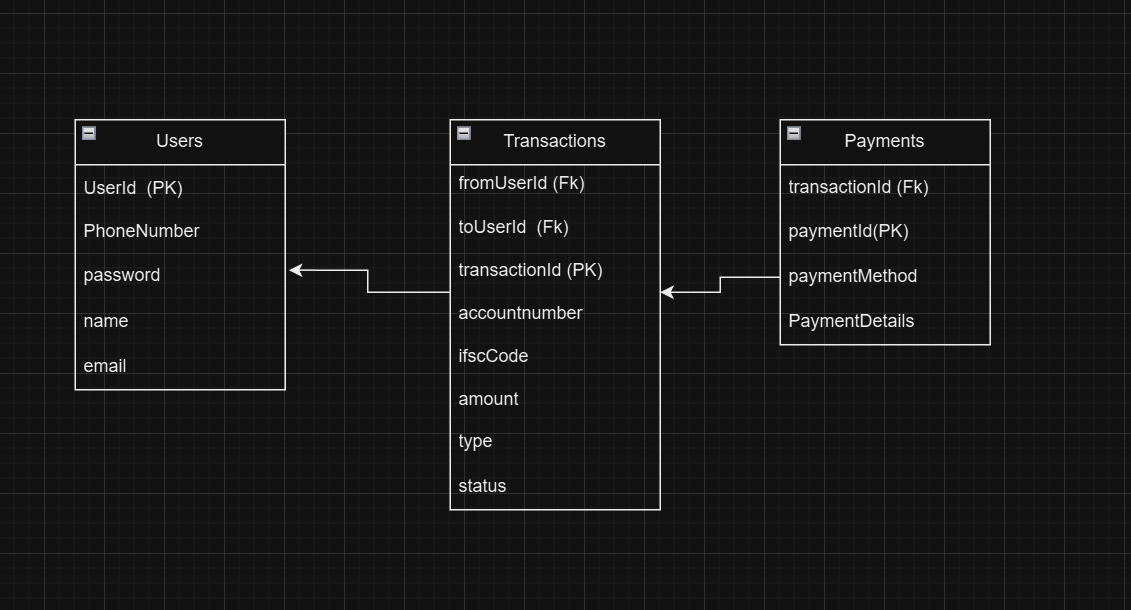 Users
UserId  (PK)
PhoneNumber
password
name
email
Transactions
fromUserId (Fk)
toUserId  (Fk)
transactionId (PK)
accountnumber
ifscCode
amount
type
status
Payments
transactionId (Fk)
paymentId(PK)
paymentMethod
PaymentDetails